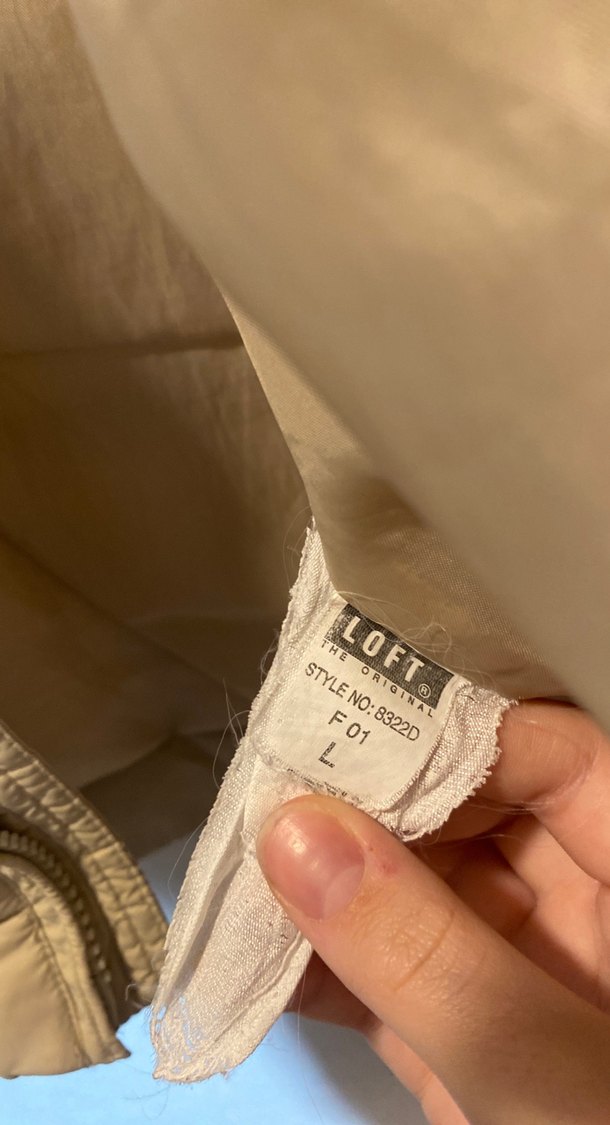 LOFT®
THE ORIGINAL
STYLE NO: 8322D
F 01
L